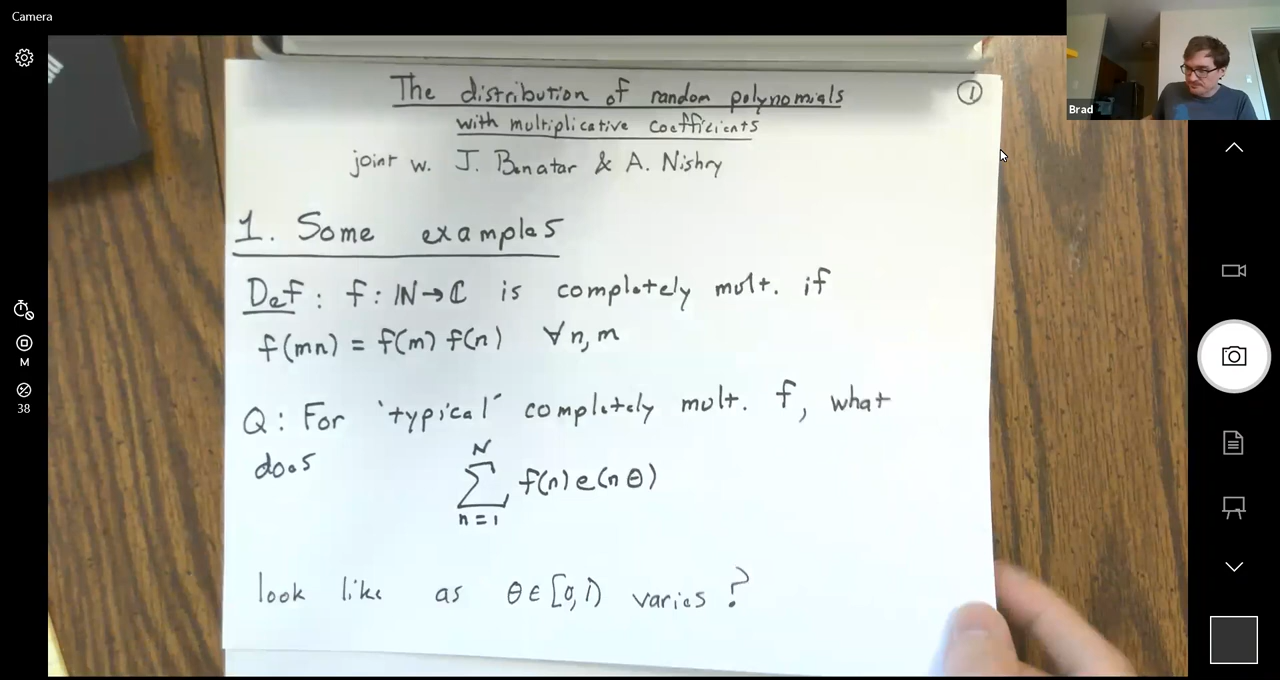 Camera
The distribution of random polynomials
①
Brad
with multiplicative coefficients
joint w. J. Benatar & A. Nishry
1. Some examples
Def: f: ℕ→ℂ is completely mult. if
f(mn) = f(m) f(n) ∀n,m
Q: For 'typical' completely mult. f, what
does
N
∑ f(n)e(nθ)
n=1
look like as θ∈[0,1) varies?
M
38